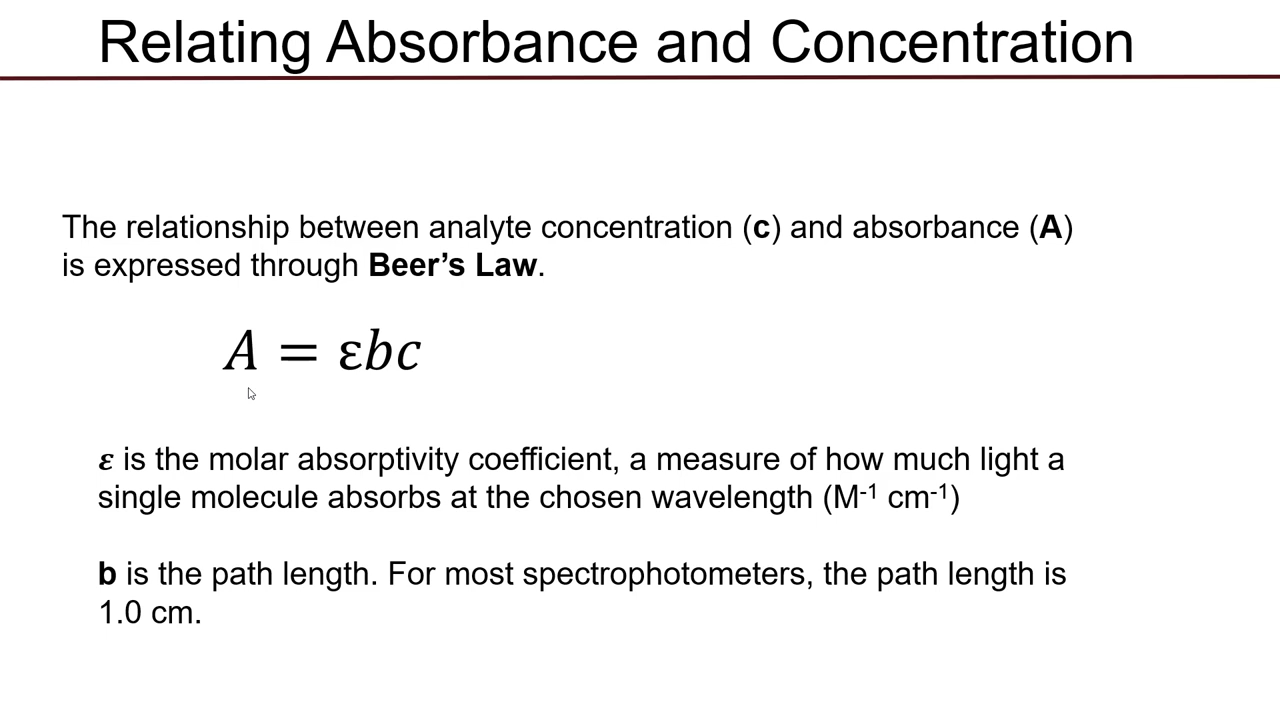 Relating Absorbance and Concentration
The relationship between analyte concentration (c) and absorbance (A)
is expressed through Beer’s Law.
A = εbc
ε is the molar absorptivity coefficient, a measure of how much light a
single molecule absorbs at the chosen wavelength (M⁻¹ cm⁻¹)
b is the path length. For most spectrophotometers, the path length is
1.0 cm.